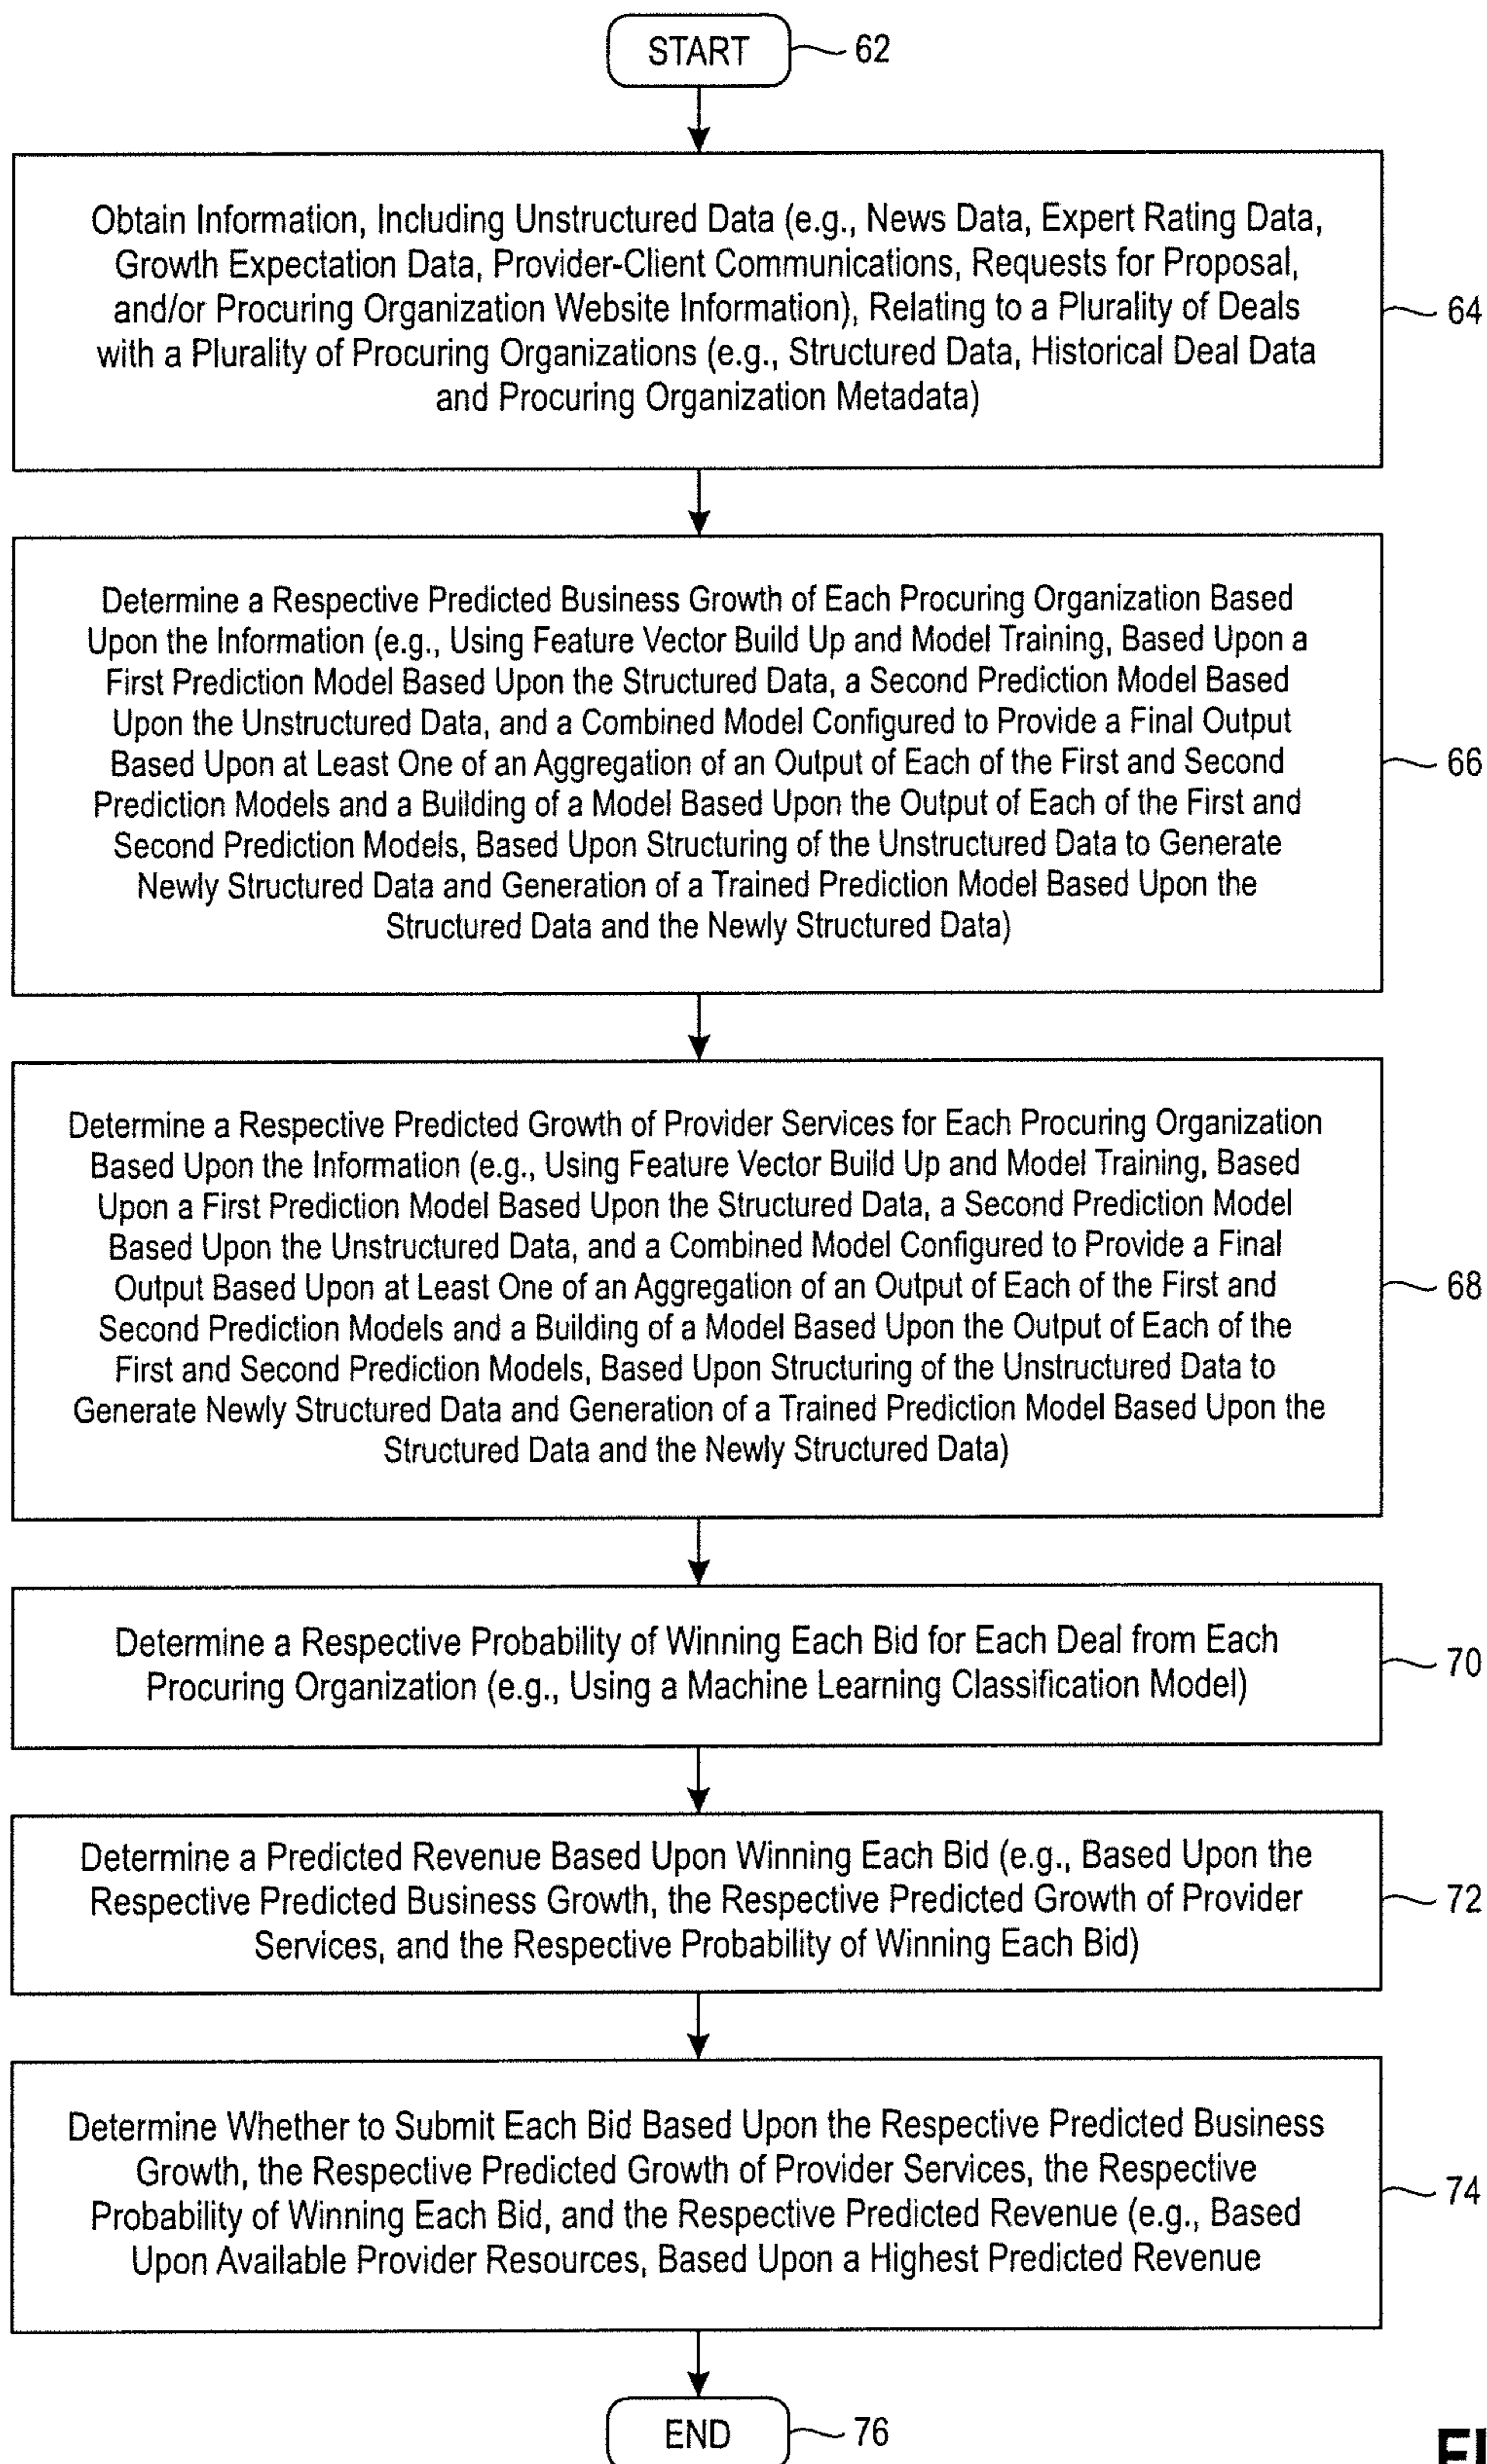 START
62
Obtain Information, Including Unstructured Data (e.g., News Data, Expert Rating Data,
Growth Expectation Data, Provider-Client Communications, Requests for Proposal,
and/or Procuring Organization Website Information), Relating to a Plurality of Deals
with a Plurality of Procuring Organizations (e.g., Structured Data, Historical Deal Data
and Procuring Organization Metadata)
64
Determine a Respective Predicted Business Growth of Each Procuring Organization Based
Upon the Information (e.g., Using Feature Vector Build Up and Model Training, Based Upon a
First Prediction Model Based Upon the Structured Data, a Second Prediction Model Based
Upon the Unstructured Data, and a Combined Model Configured to Provide a Final Output
Based Upon at Least One of an Aggregation of an Output of Each of the First and Second
Prediction Models and a Building of a Model Based Upon the Output of Each of the First and
Second Prediction Models, Based Upon Structuring of the Unstructured Data to Generate
Newly Structured Data and Generation of a Trained Prediction Model Based Upon the
Structured Data and the Newly Structured Data)
66
Determine a Respective Predicted Growth of Provider Services for Each Procuring Organization
Based Upon the Information (e.g., Using Feature Vector Build Up and Model Training, Based
Upon a First Prediction Model Based Upon the Structured Data, a Second Prediction Model
Based Upon the Unstructured Data, and a Combined Model Configured to Provide a Final
Output Based Upon at Least One of an Aggregation of an Output of Each of the First and
Second Prediction Models and a Building of a Model Based Upon the Output of Each of the
First and Second Prediction Models, Based Upon Structuring of the Unstructured Data to
Generate Newly Structured Data and Generation of a Trained Prediction Model Based Upon the
Structured Data and the Newly Structured Data)
68
Determine a Respective Probability of Winning Each Bid for Each Deal from Each
Procuring Organization (e.g., Using a Machine Learning Classification Model)
70
Determine a Predicted Revenue Based Upon Winning Each Bid (e.g., Based Upon the
Respective Predicted Business Growth, the Respective Predicted Growth of Provider
Services, and the Respective Probability of Winning Each Bid)
72
Determine Whether to Submit Each Bid Based Upon the Respective Predicted Business
Growth, the Respective Predicted Growth of Provider Services, the Respective
Probability of Winning Each Bid, and the Respective Predicted Revenue (e.g., Based
Upon Available Provider Resources, Based Upon a Highest Predicted Revenue
74
END
76